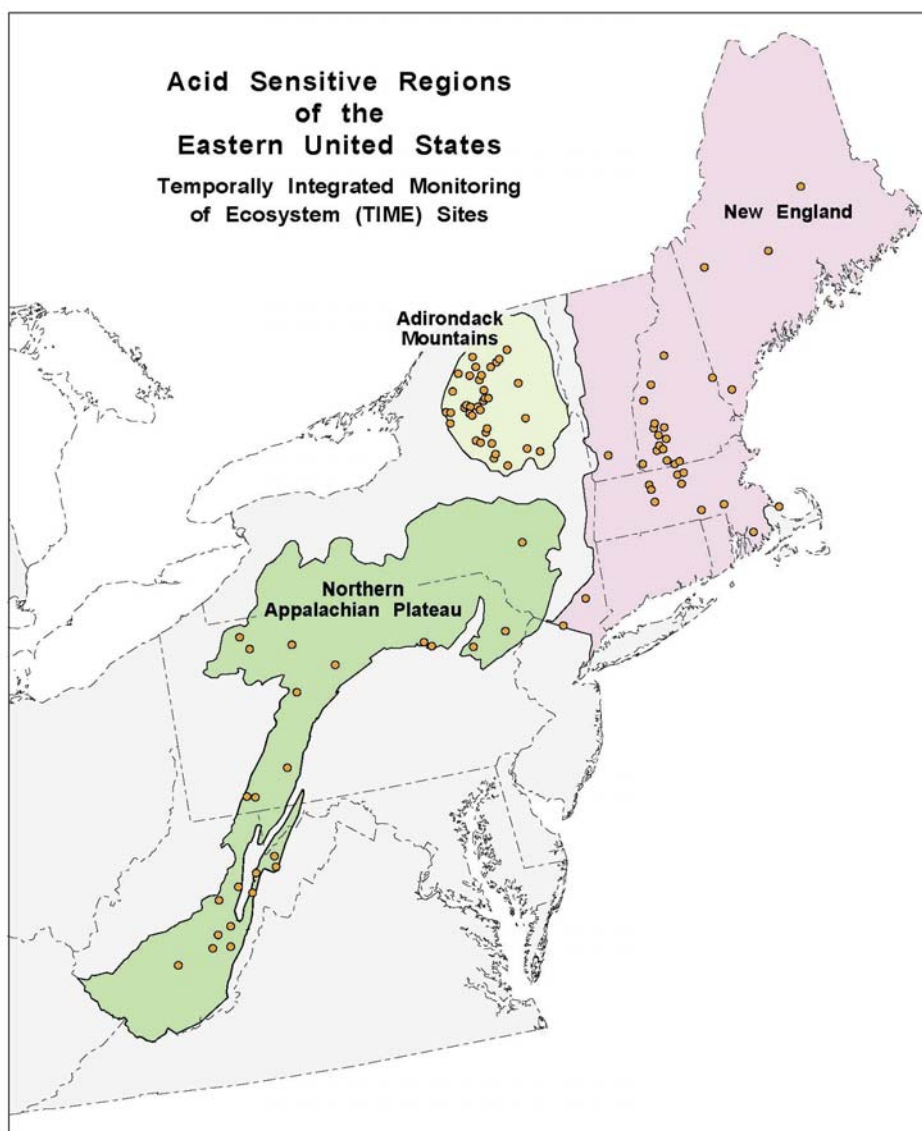 Acid Sensitive Regions
of the
Eastern United States
Temporally Integrated Monitoring
of Ecosystem (TIME) Sites
New England
Adirondack
Mountains
Northern
Appalachian Plateau